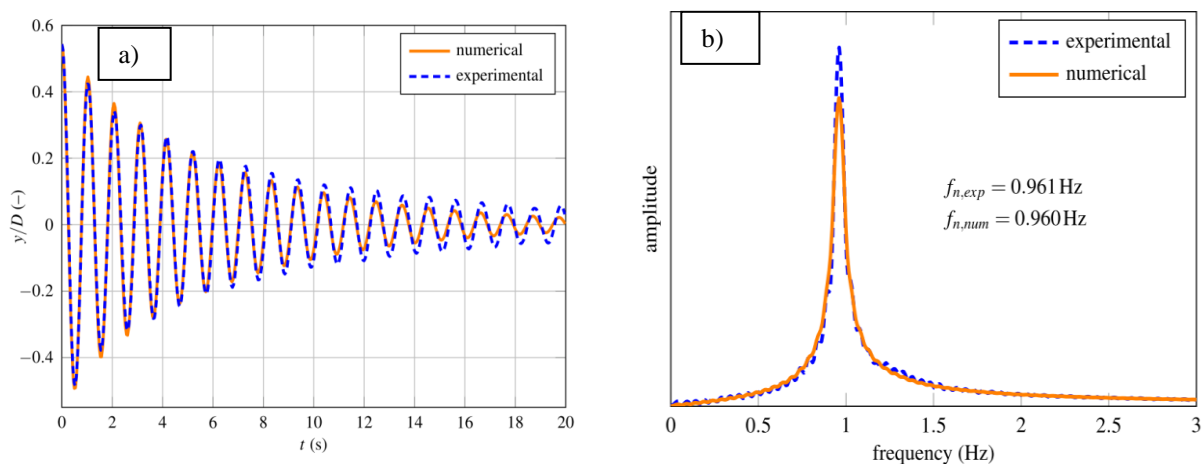 a)
numerical
experimental
0.6
0.4
0.2
0
−0.2
−0.4
y/D (–)
0 2 4 6 8 10 12 14 16 18 20
t (s)
b)
experimental
numerical
f_{n,exp} = 0.961 Hz
f_{n,num} = 0.960 Hz
amplitude
0 0.5 1 1.5 2 2.5 3
frequency (Hz)